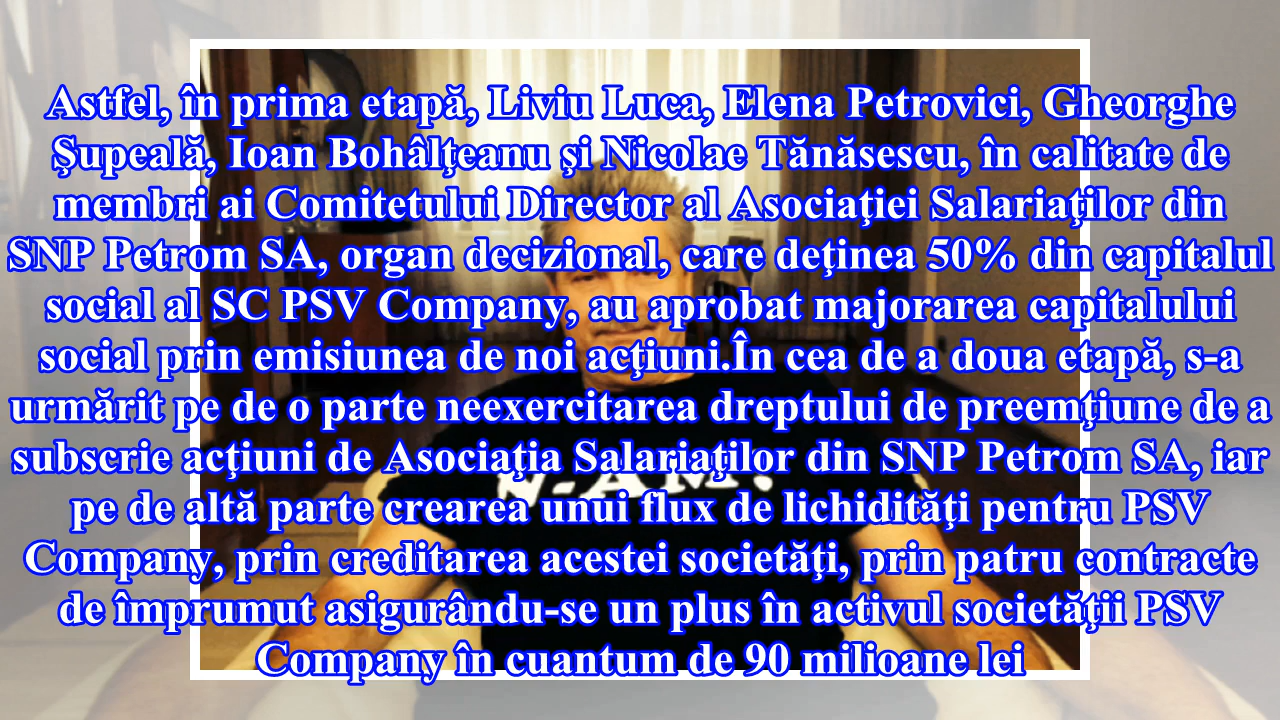 Astfel, în prima etapă, Liviu Luca, Elena Petrovici, Gheorghe
Şupeală, Ioan Bohâlţeanu şi Nicolae Tănăsescu, în calitate de
membri ai Comitetului Director al Asociaţiei Salariaţilor din
SNP Petrom SA, organ decizional, care deţinea 50% din capitalul
social al SC PSV Company, au aprobat majorarea capitalului
social prin emisiunea de noi acţiuni.În cea de a doua etapă, s-a
urmărit pe de o parte neexercitarea dreptului de preemţiune de a
subscrie acţiuni de Asociaţia Salariaţilor din SNP Petrom SA, iar
pe de altă parte crearea unui flux de lichidităţi pentru PSV
Company, prin creditarea acestei societăţi, prin patru contracte
de împrumut asigurându-se un plus în activul societăţii PSV
Company în cuantum de 90 milioane lei